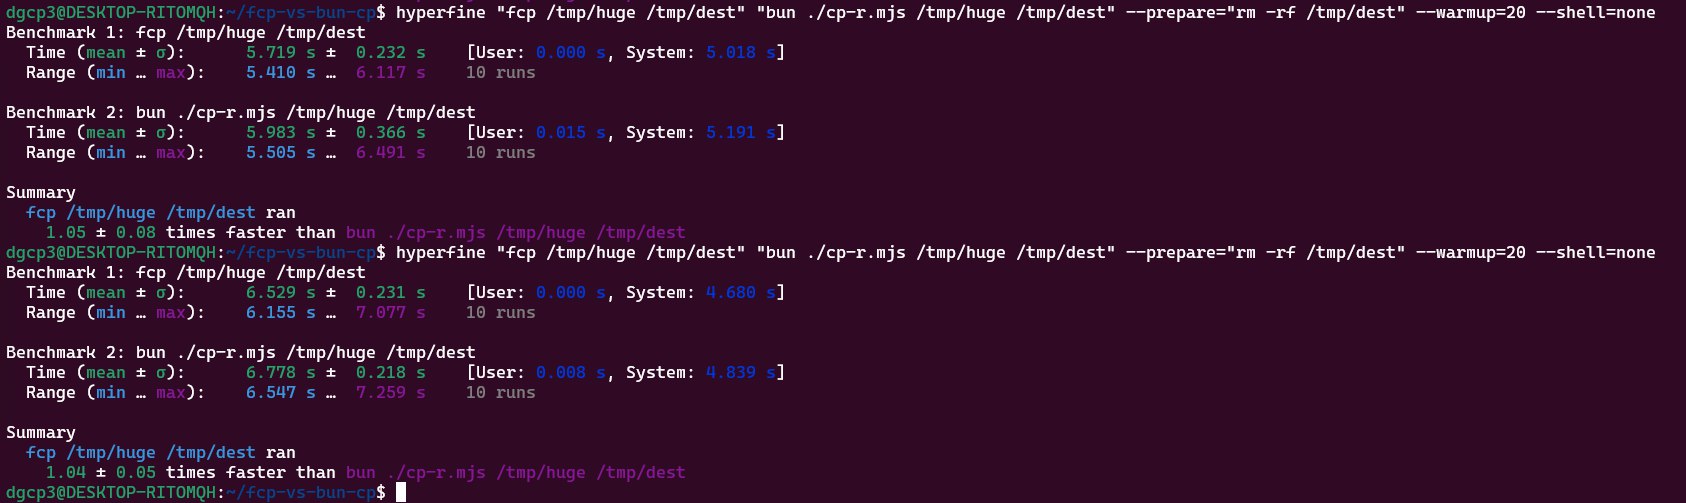 dgcp3@DESKTOP-RITOMQH:~/fcp-vs-bun-cp$ hyperfine "fcp /tmp/huge /tmp/dest" "bun ./cp-r.mjs /tmp/huge /tmp/dest" --prepare="rm -rf /tmp/dest" --warmup=20 --shell=none
Benchmark 1: fcp /tmp/huge /tmp/dest
  Time (mean ± σ):      5.719 s ±  0.232 s    [User: 0.000 s, System: 5.018 s]
  Range (min … max):    5.410 s …  6.117 s    10 runs

Benchmark 2: bun ./cp-r.mjs /tmp/huge /tmp/dest
  Time (mean ± σ):      5.983 s ±  0.366 s    [User: 0.015 s, System: 5.191 s]
  Range (min … max):    5.505 s …  6.491 s    10 runs

Summary
  fcp /tmp/huge /tmp/dest ran
    1.05 ± 0.08 times faster than bun ./cp-r.mjs /tmp/huge /tmp/dest
dgcp3@DESKTOP-RITOMQH:~/fcp-vs-bun-cp$ hyperfine "fcp /tmp/huge /tmp/dest" "bun ./cp-r.mjs /tmp/huge /tmp/dest" --prepare="rm -rf /tmp/dest" --warmup=20 --shell=none
Benchmark 1: fcp /tmp/huge /tmp/dest
  Time (mean ± σ):      6.529 s ±  0.231 s    [User: 0.000 s, System: 4.680 s]
  Range (min … max):    6.155 s …  7.077 s    10 runs

Benchmark 2: bun ./cp-r.mjs /tmp/huge /tmp/dest
  Time (mean ± σ):      6.778 s ±  0.218 s    [User: 0.008 s, System: 4.839 s]
  Range (min … max):    6.547 s …  7.259 s    10 runs

Summary
  fcp /tmp/huge /tmp/dest ran
    1.04 ± 0.05 times faster than bun ./cp-r.mjs /tmp/huge /tmp/dest
dgcp3@DESKTOP-RITOMQH:~/fcp-vs-bun-cp$